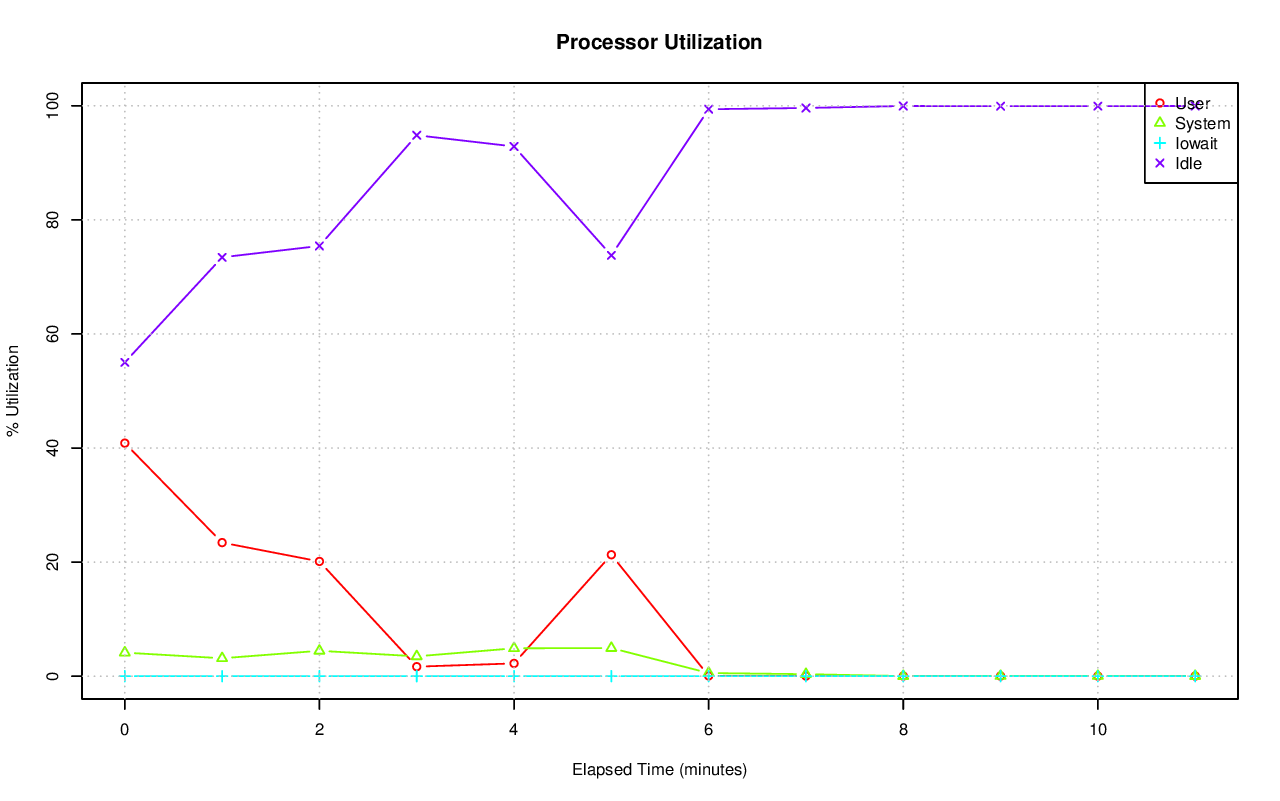 Processor Utilization
% Utilization
100
80
60
40
20
0
User
System
Iowait
Idle
0 2 4 6 8 10
Elapsed Time (minutes)